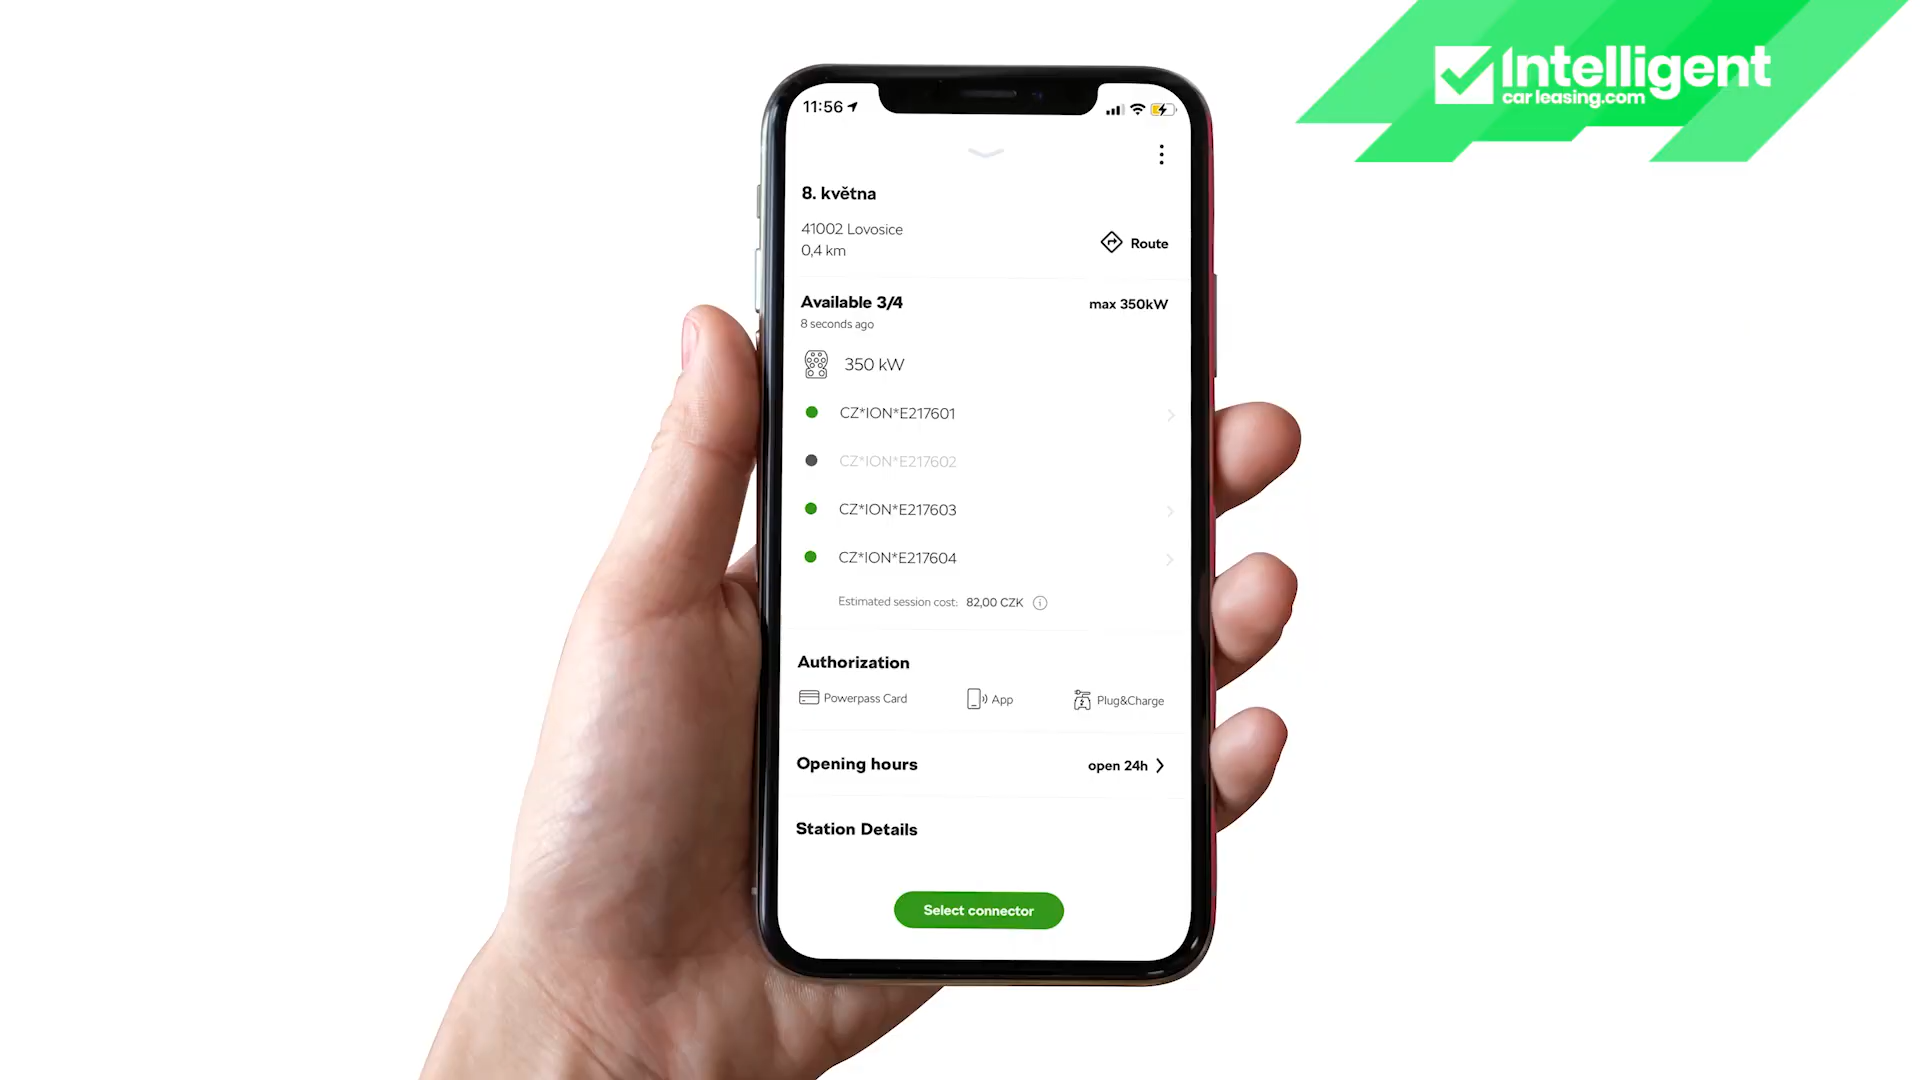 Intelligent
carleasing.com
11:56
8. května
41002 Lovosice
0,4 km
Route
Available 3/4
max 350kW
8 seconds ago
350 kW
CZ*ION*E217601
CZ*ION*E217602
CZ*ION*E217603
CZ*ION*E217604
Estimated session cost: 82,00 CZK
Authorization
Powerpass Card
App
Plug&Charge
Opening hours
open 24h
Station Details
Select connector